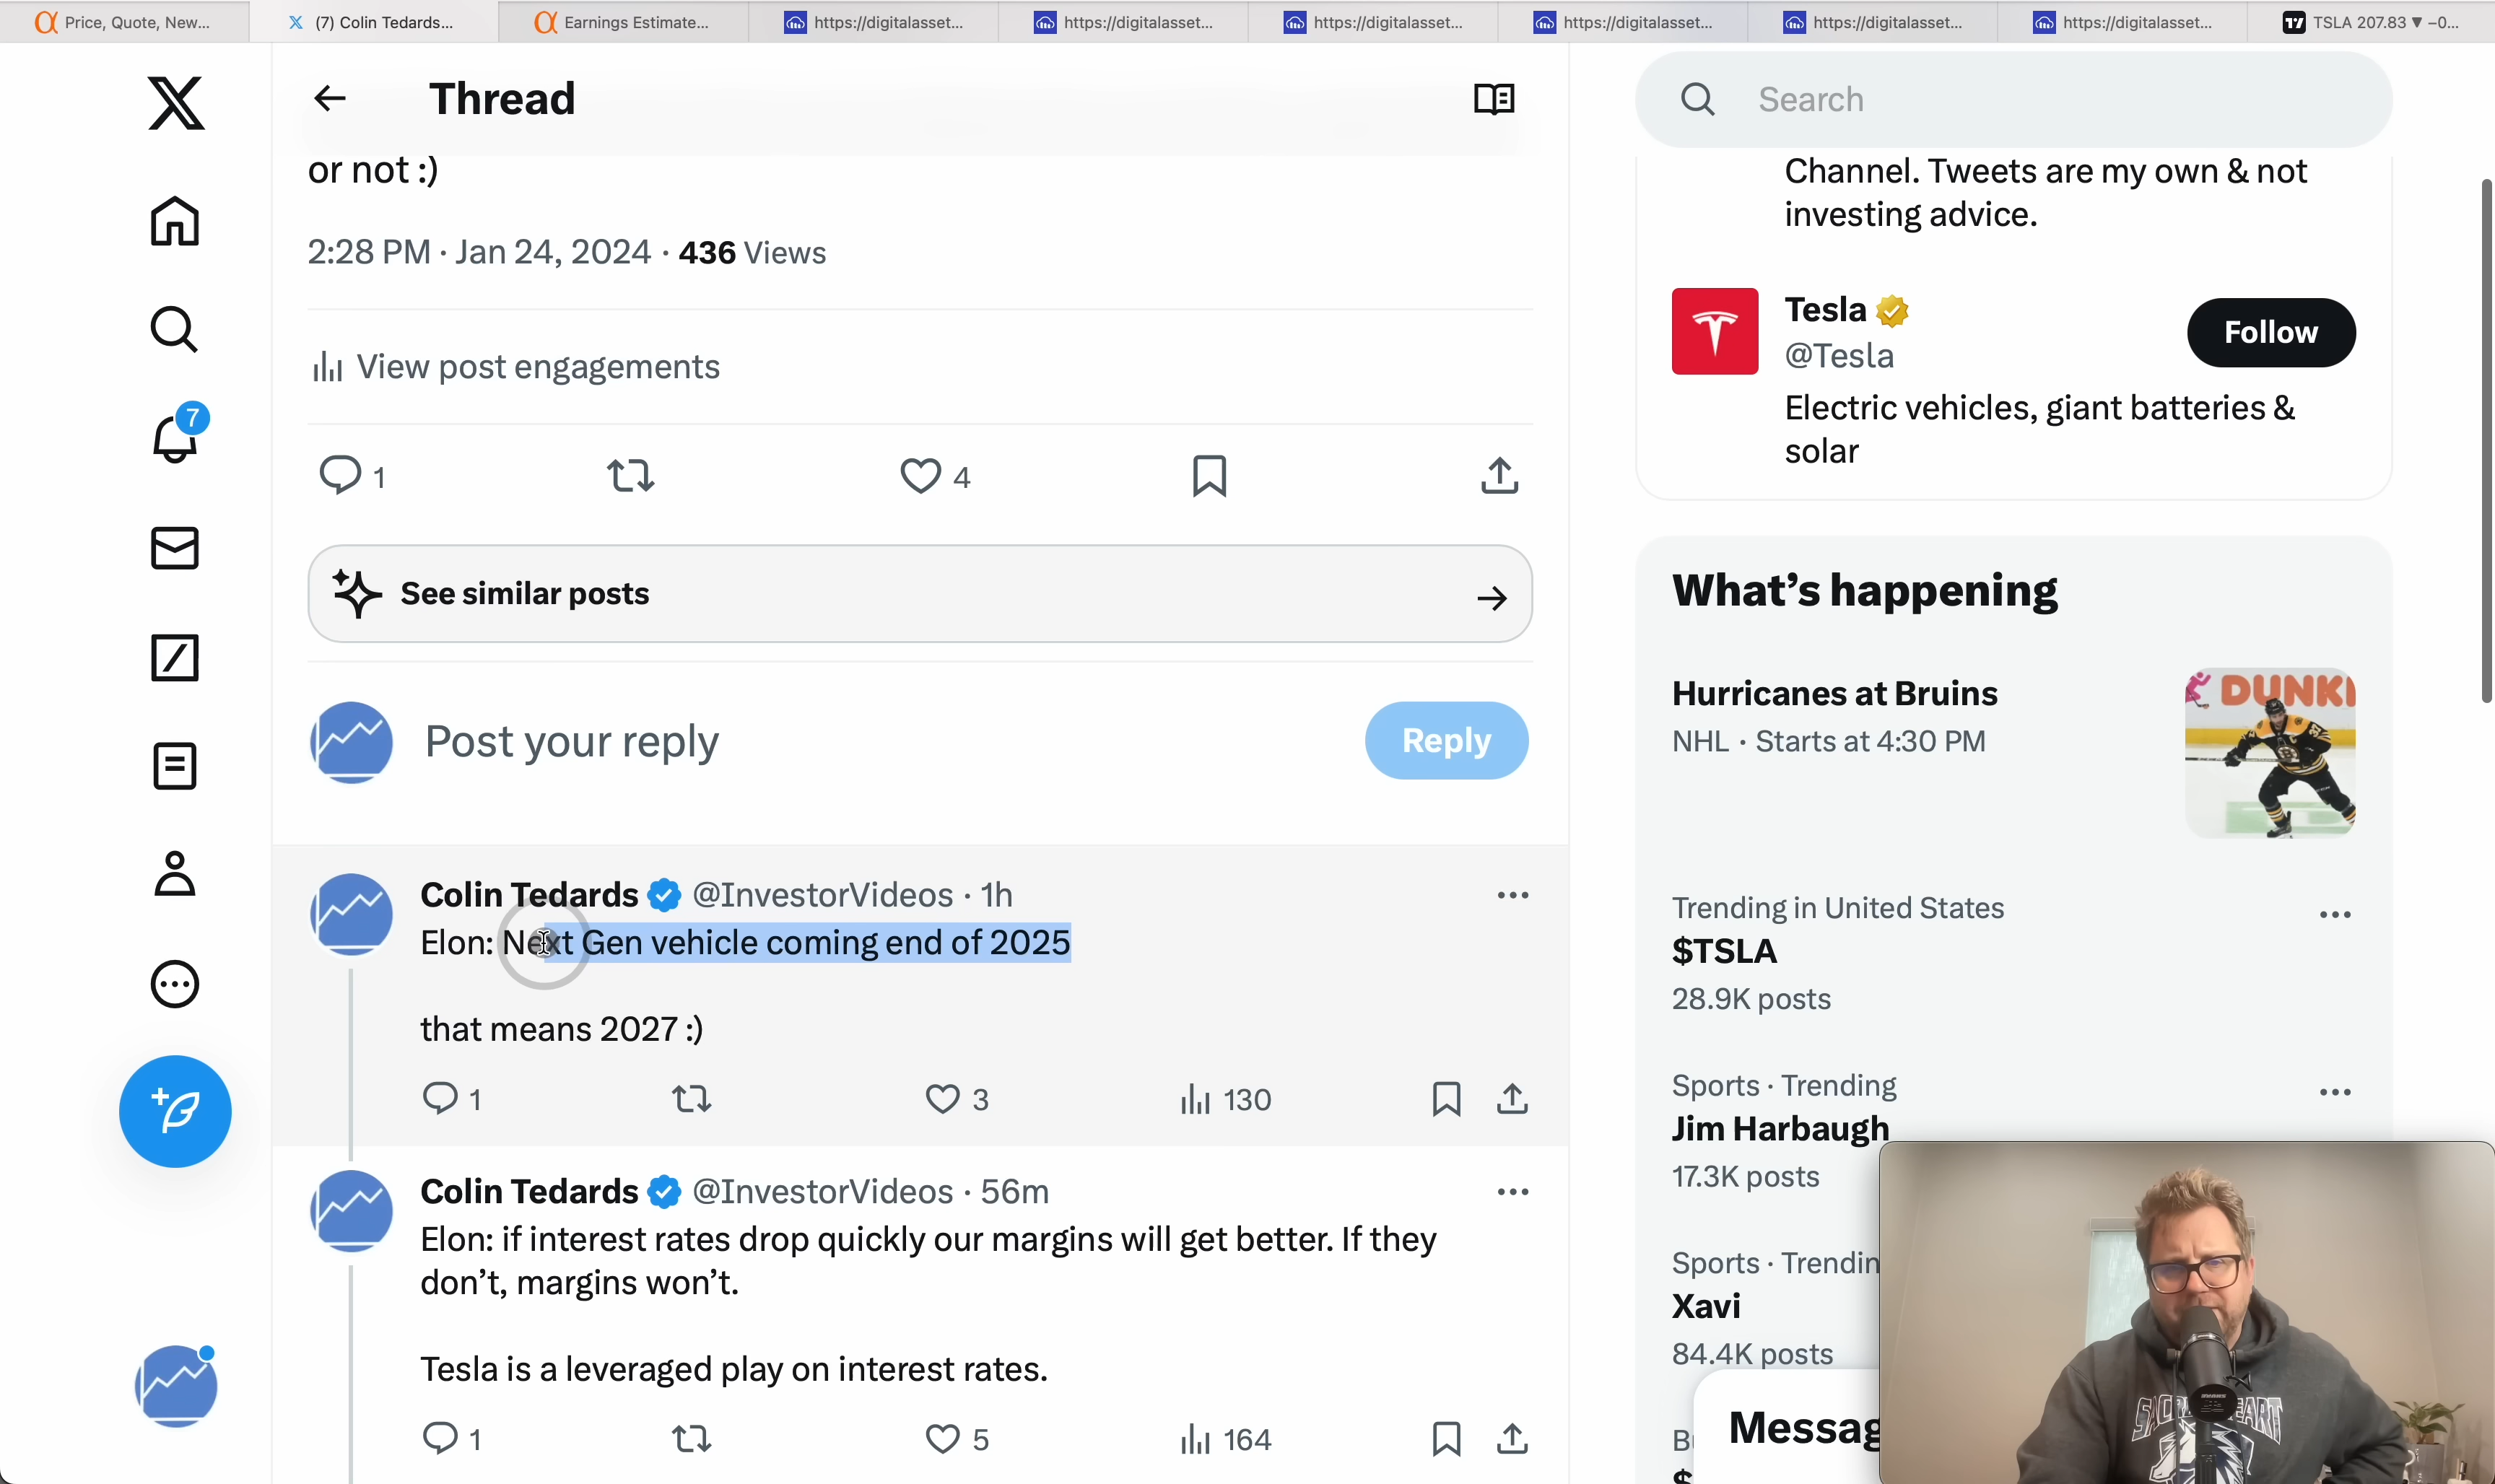 Price, Quote, New...
(7) Colin Tedards...
Earnings Estimate...
https://digitalasset...
https://digitalasset...
https://digitalasset...
https://digitalasset...
https://digitalasset...
https://digitalasset...
TSLA 207.83 ▼ −0...
Thread
or not :)
2:28 PM · Jan 24, 2024 · 436 Views
View post engagements
1
4
See similar posts
Post your reply
Reply
Colin Tedards @InvestorVideos · 1h
Elon: Next Gen vehicle coming end of 2025
that means 2027 :)
1
3
130
Colin Tedards @InvestorVideos · 56m
Elon: if interest rates drop quickly our margins will get better. If they
don't, margins won't.
Tesla is a leveraged play on interest rates.
1
5
164
7
Search
Channel. Tweets are my own & not
investing advice.
Tesla
@Tesla
Follow
Electric vehicles, giant batteries &
solar
What's happening
Hurricanes at Bruins
NHL · Starts at 4:30 PM
DUNKI
Trending in United States
$TSLA
28.9K posts
Sports · Trending
Jim Harbaugh
17.3K posts
Sports · Trendin
Xavi
84.4K posts
Messag